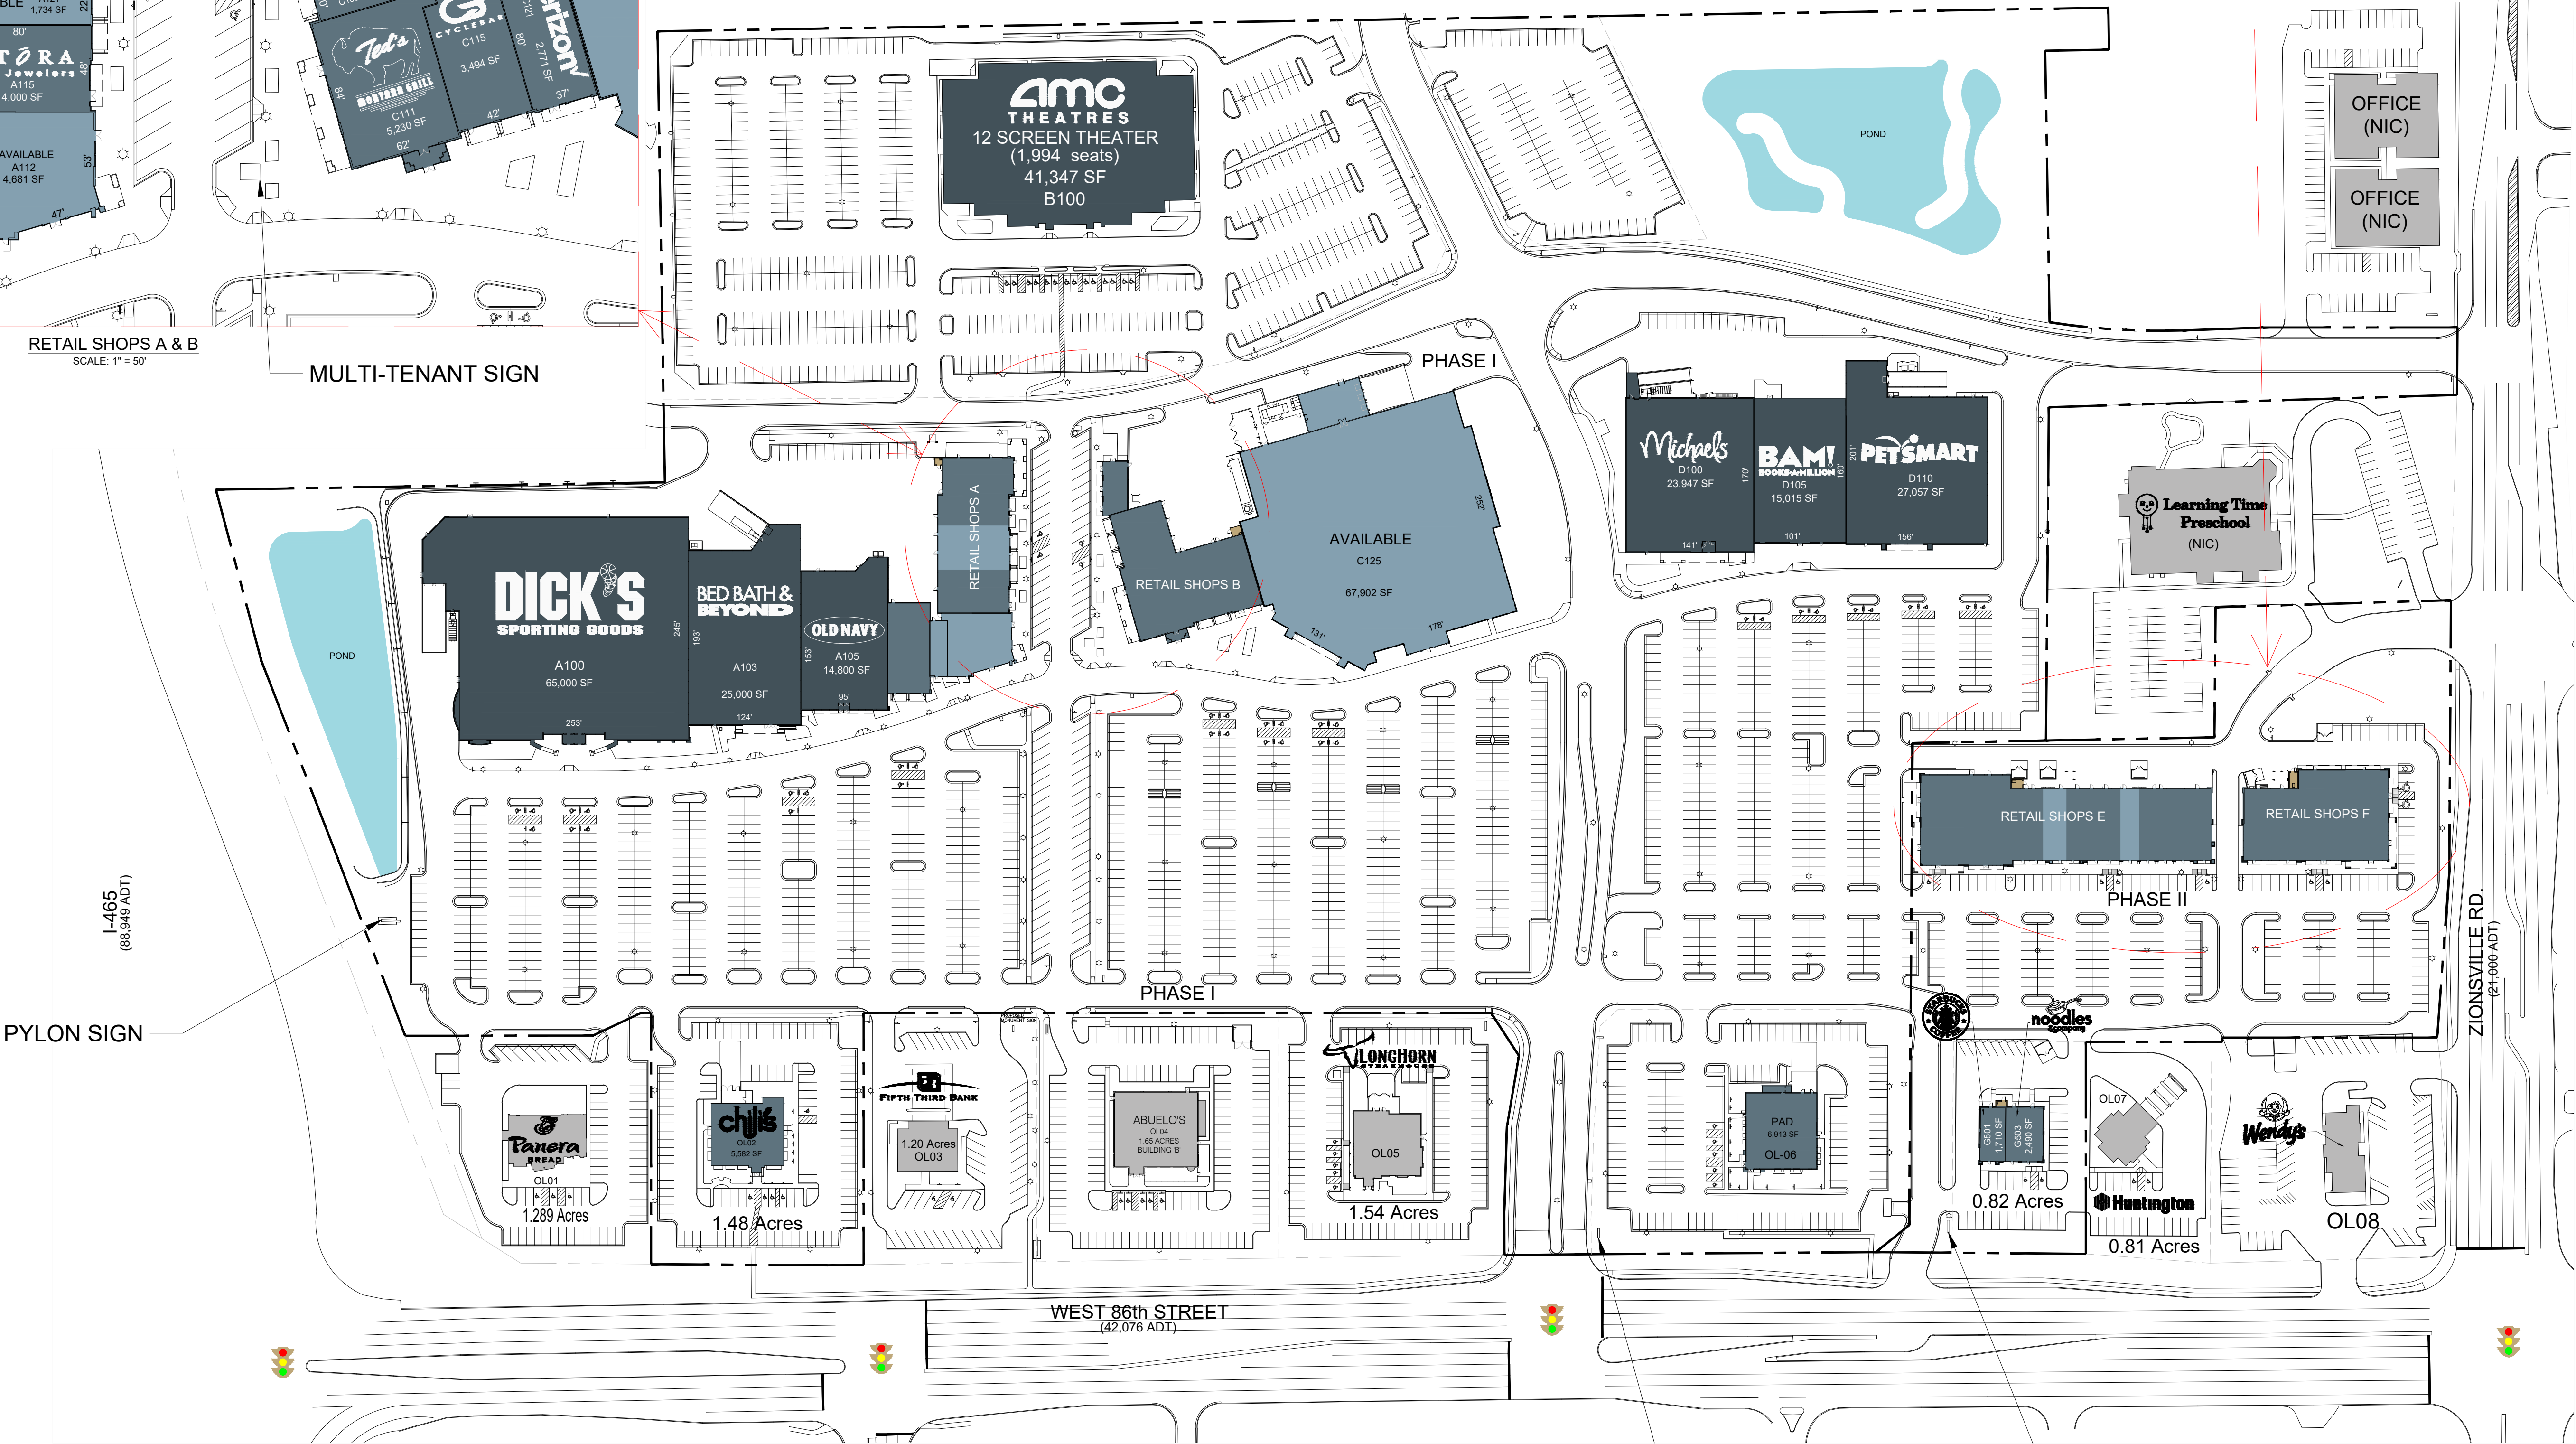 1,734 SF
80'
TŌRA
Jewelers
A115
4,000 SF
48'
AVAILABLE
A112
4,681 SF
53'
47'
Ted's
MONTANA GRILL
C111
5,230 SF
84'
62'
CYCLEBAR
C115
3,494 SF
42'
C121
80'
erizon
2,771 SF
37'
RETAIL SHOPS A & B
SCALE: 1" = 50'
MULTI-TENANT SIGN
amc
THEATRES
12 SCREEN THEATER
(1,994 seats)
41,347 SF
B100
POND
OFFICE
(NIC)
OFFICE
(NIC)
PHASE I
POND
DICK'S
SPORTING GOODS
A100
65,000 SF
253'
245'
BED BATH &
BEYOND
A103
25,000 SF
193'
124'
OLD NAVY
A105
14,800 SF
153'
95'
RETAIL SHOPS A
RETAIL SHOPS B
AVAILABLE
C125
67,902 SF
252'
131'
178'
Michaels
D100
23,947 SF
170'
141'
BAM!
BOOKS-A-MILLION
D105
15,015 SF
160'
101'
PETSMART
D110
27,057 SF
201'
156'
Learning Time
Preschool
(NIC)
RETAIL SHOPS E
RETAIL SHOPS F
PHASE II
I-465
(88,949 ADT)
PYLON SIGN
PHASE I
ZIONSVILLE RD.
(21,000 ADT)
Panera
BREAD
OL01
1.289 Acres
chili's
OL02
5,582 SF
1.48 Acres
FIFTH THIRD BANK
1.20 Acres
OL03
MONUMENT SIGN
ABUELO'S
OL04
1.65 ACRES
BUILDING 'B'
LONGHORN
STEAKHOUSE
OL05
1.54 Acres
PAD
6,913 SF
OL-06
STARBUCKS
COFFEE
noodles
&company
G501
1,710 SF
G503
2,490 SF
0.82 Acres
OL07
Huntington
0.81 Acres
Wendy's
OL08
WEST 86th STREET
(42,076 ADT)